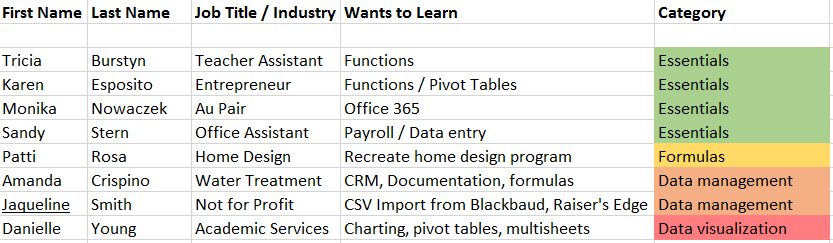 First Name Last Name Job Title / Industry Wants to Learn Category
Tricia Burstyn Teacher Assistant Functions Essentials
Karen Esposito Entrepreneur Functions / Pivot Tables Essentials
Monika Nowaczek Au Pair Office 365 Essentials
Sandy Stern Office Assistant Payroll / Data entry Essentials
Patti Rosa Home Design Recreate home design program Formulas
Amanda Crispino Water Treatment CRM, Documentation, formulas Data management
Jaqueline Smith Not for Profit CSV Import from Blackbaud, Raiser's Edge Data management
Danielle Young Academic Services Charting, pivot tables, multisheets Data visualization